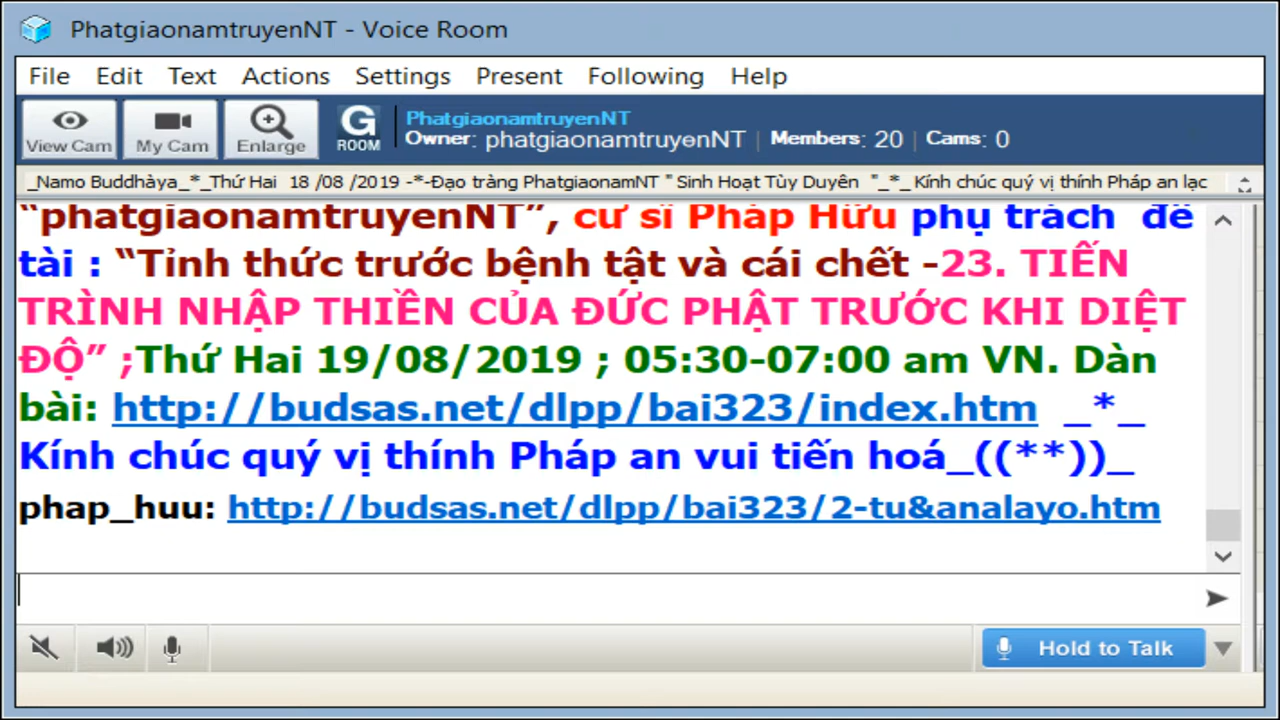 PhatgiaonamtruyenNT - Voice Room
File Edit Text Actions Settings Present Following Help
View Cam My Cam Enlarge G ROOM
PhatgiaonamtruyenNT
Owner: phatgiaonamtruyenNT | Members: 20 | Cams: 0
_Namo Buddhàya_*_Thứ Hai 18 /08 /2019 -*-Đạo tràng PhatgiaonamNT " Sinh Hoạt Tùy Duyên "_*_ Kính chúc quý vị thính Pháp an lạc
“phatgiaonamtruyenNT”, cư sĩ Pháp Hữu phụ trách đề
tài : “Tỉnh thức trước bệnh tật và cái chết -23. TIẾN
TRÌNH NHẬP THIỀN CỦA ĐỨC PHẬT TRƯỚC KHI DIỆT
ĐỘ” ;Thứ Hai 19/08/2019 ; 05:30-07:00 am VN. Dàn
bài: http://budsas.net/dlpp/bai323/index.htm _*_
Kính chúc quý vị thính Pháp an vui tiến hoá_((**))_
phap_huu: http://budsas.net/dlpp/bai323/2-tu&analayo.htm
Hold to Talk